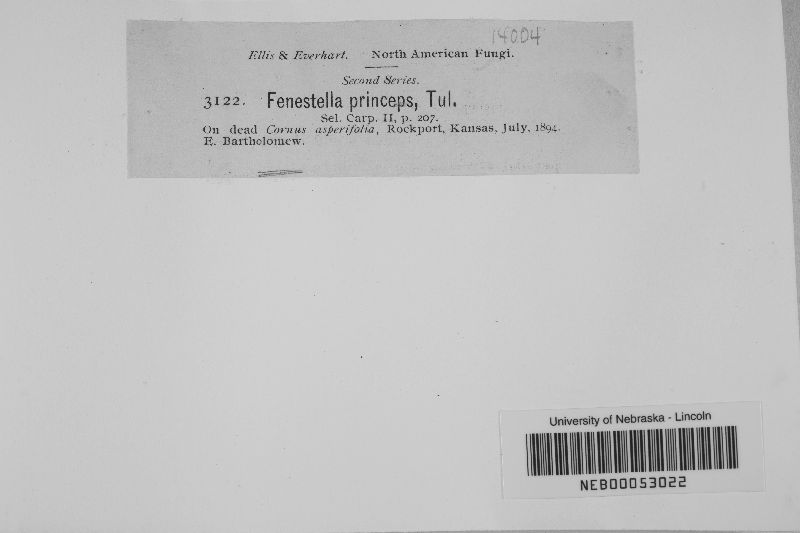 14004
Ellis & Everhart. North American Fungi.
Second Series.
3122. Fenestella princeps, Tul.
Sel. Carp. II, p. 207.
On dead Cornus asperifolia, Rockport, Kansas, July, 1894.
E. Bartholomew.
University of Nebraska - Lincoln
NEB00053022